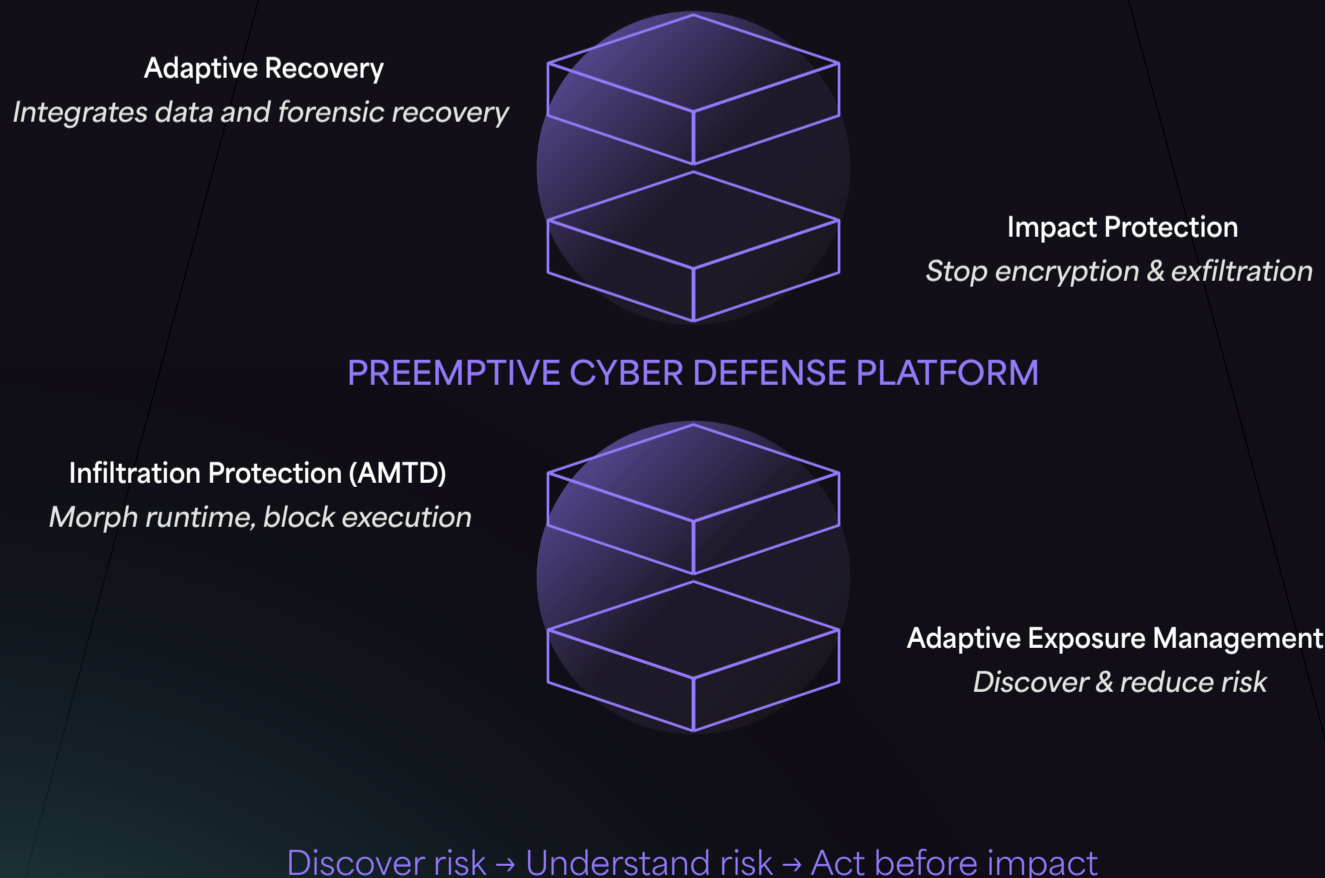 Adaptive Recovery
Integrates data and forensic recovery
Impact Protection
Stop encryption & exfiltration
PREEMPTIVE CYBER DEFENSE PLATFORM
Infiltration Protection (AMTD)
Morph runtime, block execution
Adaptive Exposure Management
Discover & reduce risk
Discover risk → Understand risk → Act before impact